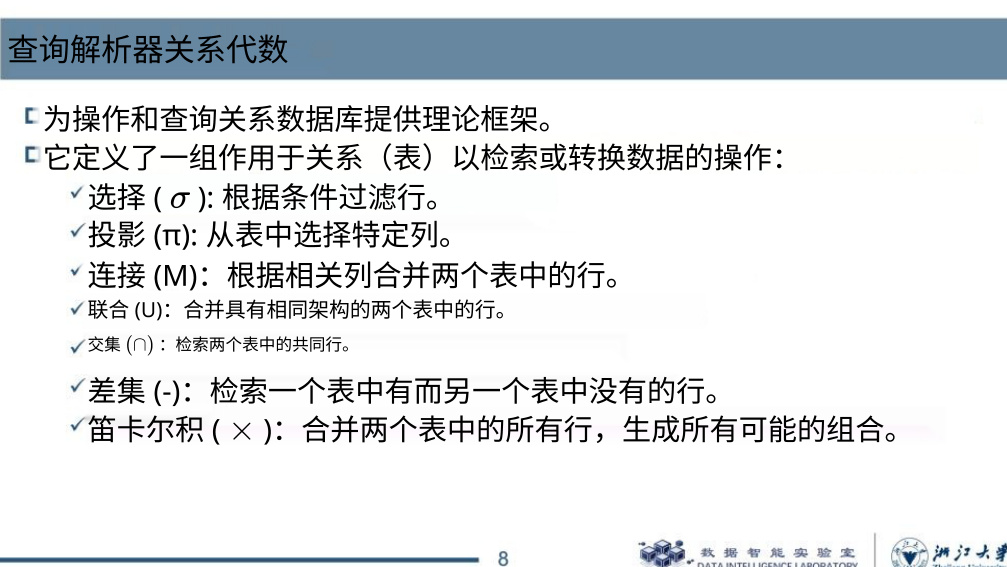 查询解析器关系代数
为操作和查询关系数据库提供理论框架。
它定义了一组作用于关系（表）以检索或转换数据的操作：
选择 ( σ ): 根据条件过滤行。
投影 (π): 从表中选择特定列。
连接 (M)：根据相关列合并两个表中的行。
联合 (U)：合并具有相同架构的两个表中的行。
交集 (∩) ：检索两个表中的共同行。
差集 (-)：检索一个表中有而另一个表中没有的行。
笛卡尔积 ( × )：合并两个表中的所有行，生成所有可能的组合。
8
数据智能实验室
DATA INTELLIGENCE LABORATORY
浙江大学